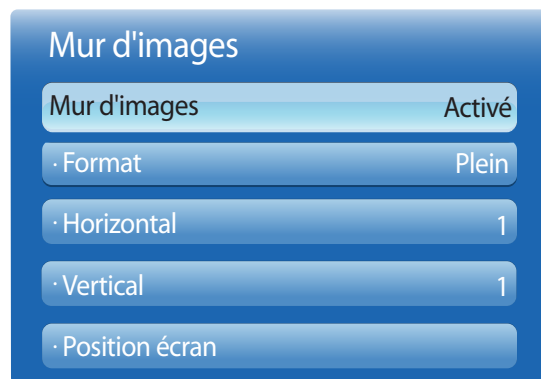 Mur d'images
Mur d'images Activé
· Format Plein
· Horizontal 1
· Vertical 1
· Position écran